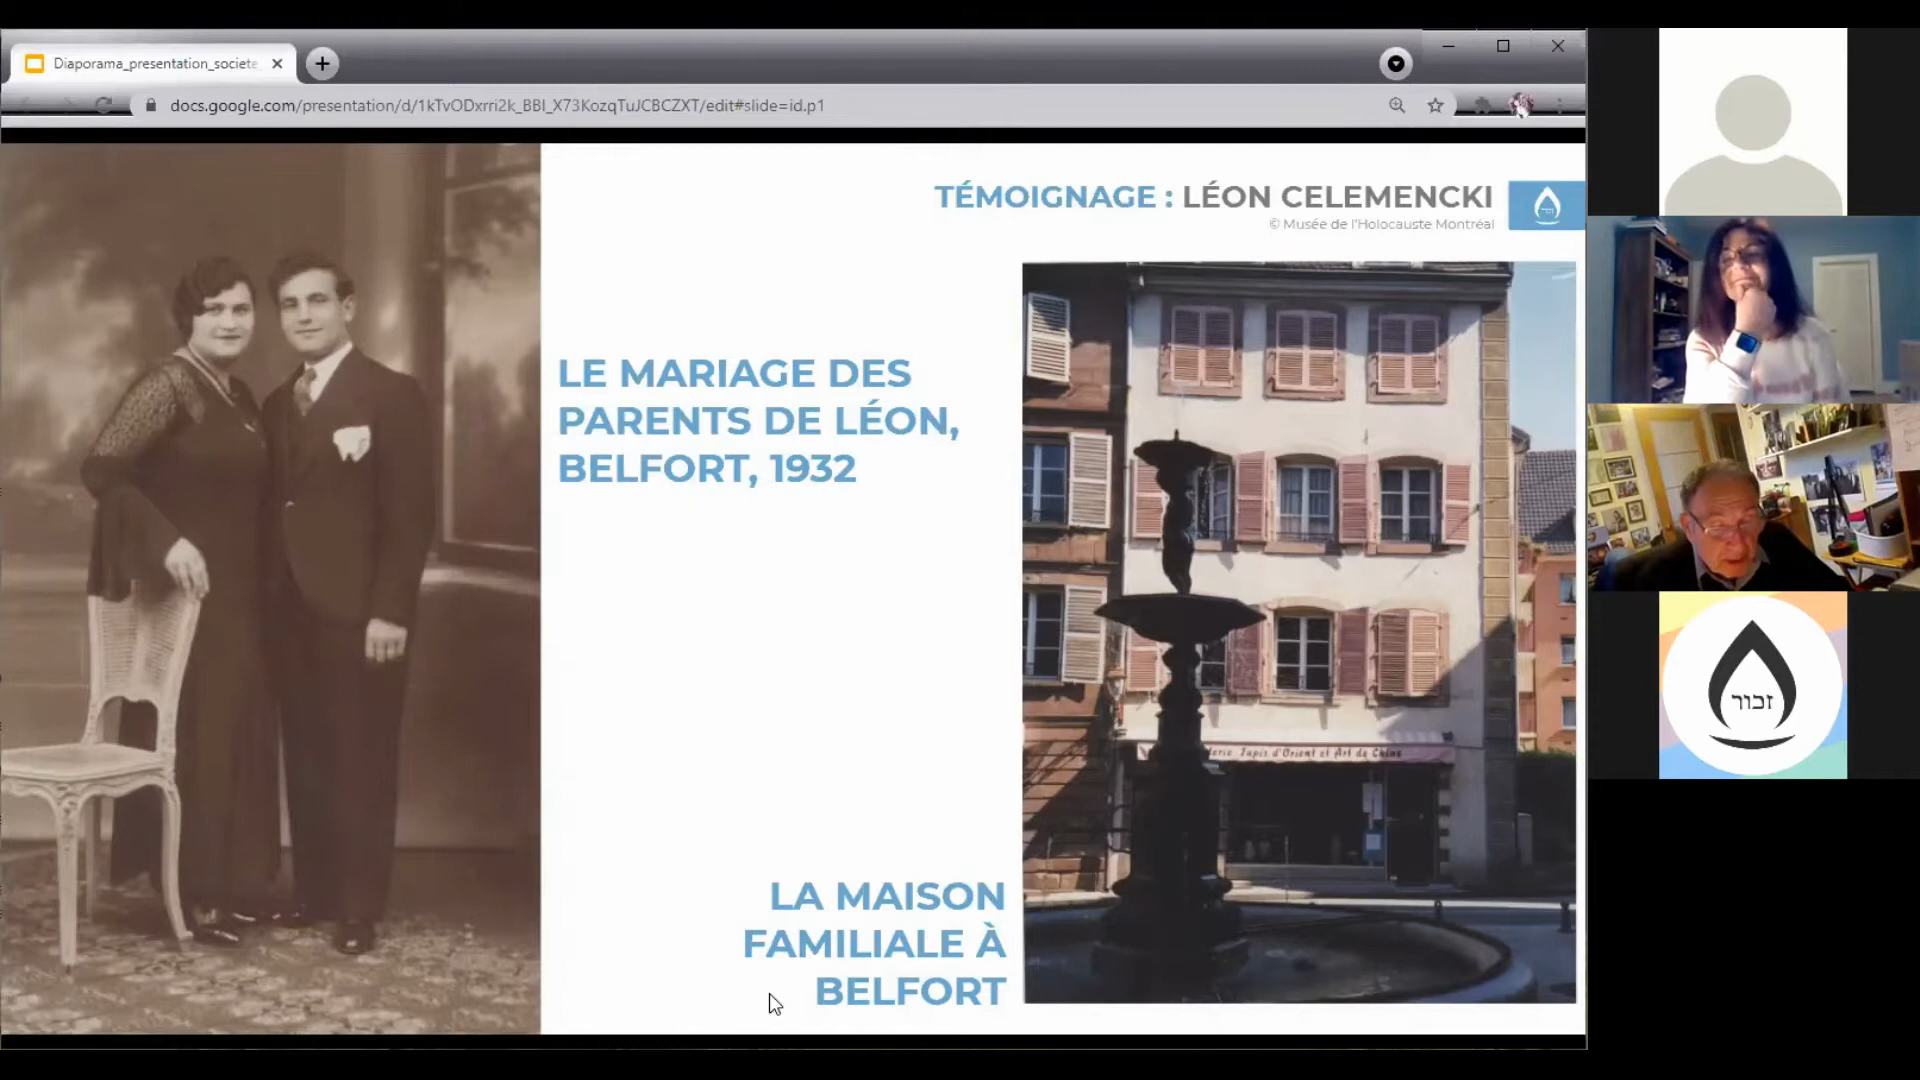 Diaporama_presentation_societe
docs.google.com/presentation/d/1kTvODxrri2k_BBI_X73KozqTuJCBCZXT/edit#slide=id.p1
TÉMOIGNAGE : LÉON CELEMENCKI
© Musée de l'Holocauste Montréal
LE MARIAGE DES
PARENTS DE LÉON,
BELFORT, 1932
Tapis d'Orient et Art de Chine
LA MAISON
FAMILIALE À
BELFORT
זכור